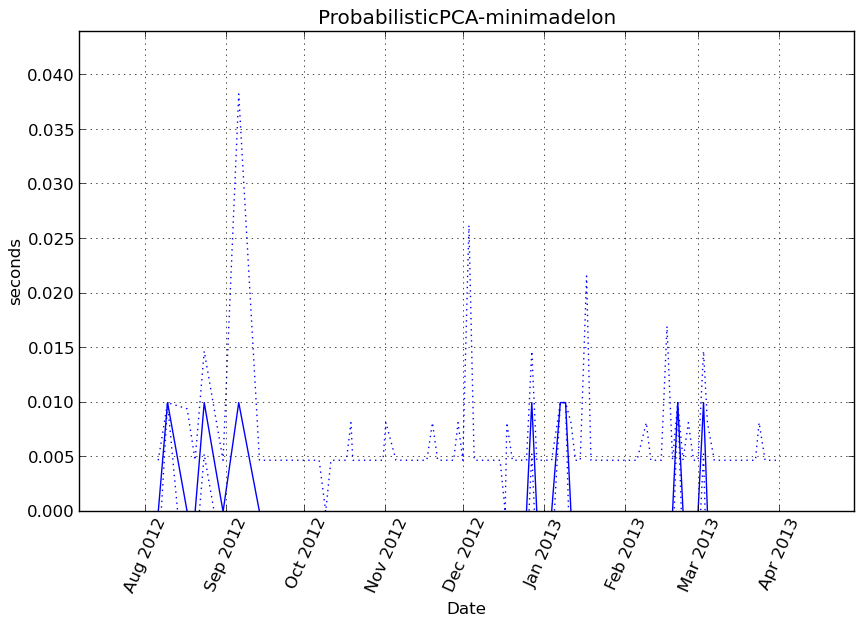 ProbabilisticPCA-minimadelon
0.040
0.035
0.030
0.025
0.020
0.015
0.010
0.005
0.000
seconds
Aug 2012
Sep 2012
Oct 2012
Nov 2012
Dec 2012
Jan 2013
Feb 2013
Mar 2013
Apr 2013
Date